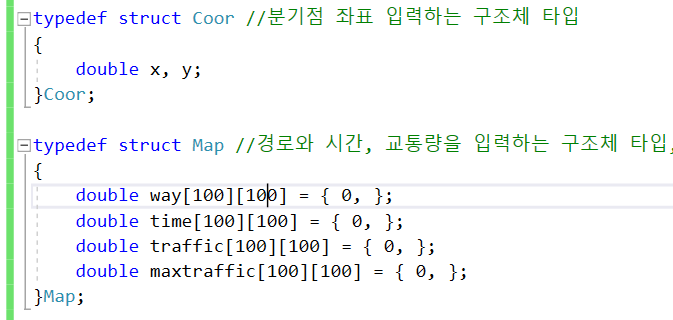 typedef struct Coor //분기점 좌표 입력하는 구조체 타입
{
double x, y;
}Coor;
typedef struct Map //경로와 시간, 교통량을 입력하는 구조체 타입,
{
double way[100][100] = { 0, };
double time[100][100] = { 0, };
double traffic[100][100] = { 0, };
double maxtraffic[100][100] = { 0, };
}Map;